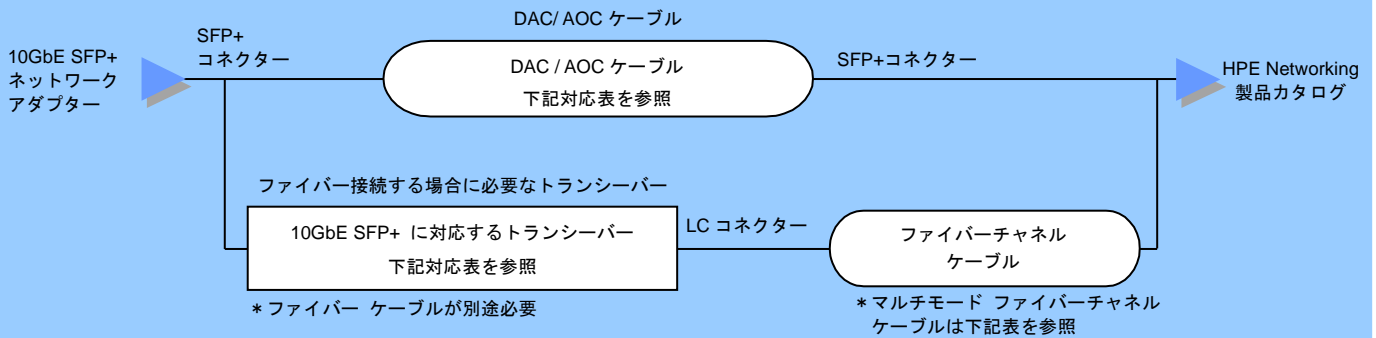 DAC/ AOC ケーブル
10GbE SFP+
ネットワーク
アダプター
SFP+
コネクター
DAC / AOC ケーブル
下記対応表を参照
SFP+コネクター
HPE Networking
製品カタログ
ファイバー接続する場合に必要なトランシーバー
10GbE SFP+ に対応するトランシーバー
下記対応表を参照
LC コネクター
ファイバーチャネル
ケーブル
＊ファイバー ケーブルが別途必要
＊マルチモード ファイバーチャネル
ケーブルは下記表を参照